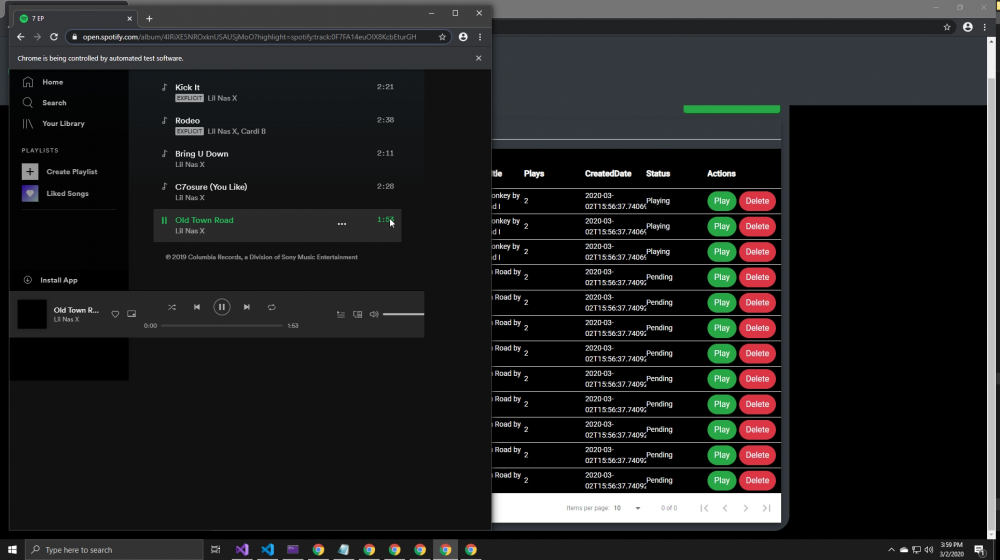 7 EP
open.spotify.com/album/4IRiXE5NROxknUSAUSjMoO?highlight=spotify:track:0F7FA14euOIX8KcbEturGH
Chrome is being controlled by automated test software.
Home
Search
Your Library
PLAYLISTS
Create Playlist
Liked Songs
Install App
Kick It 2:21
EXPLICIT Lil Nas X
Rodeo 2:38
EXPLICIT Lil Nas X, Cardi B
Bring U Down 2:11
Lil Nas X
C7osure (You Like) 2:28
Lil Nas X
Old Town Road 1:53
Lil Nas X
℗ 2019 Columbia Records, a Division of Sony Music Entertainment
Old Town R...
Lil Nas X
0:00 1:53
Plays CreatedDate Status Actions
onkey by 2 2020-03-02T15:56:37.7406 Playing Play Delete
onkey by 2 2020-03-02T15:56:37.7409 Playing Play Delete
onkey by 2 2020-03-02T15:56:37.7409 Playing Play Delete
Road by 2 2020-03-02T15:56:37.7409 Pending Play Delete
Road by 2 2020-03-02T15:56:37.7409 Pending Play Delete
Road by 2 2020-03-02T15:56:37.7409 Pending Play Delete
Road by 2 2020-03-02T15:56:37.7409 Pending Play Delete
Road by 2 2020-03-02T15:56:37.7409 Pending Play Delete
Road by 2 2020-03-02T15:56:37.7409 Pending Play Delete
Road by 2 2020-03-02T15:56:37.7409 Pending Play Delete
Road by 2 2020-03-02T15:56:37.7409 Pending Play Delete
Road by 2 2020-03-02T15:56:37.7409 Pending Play Delete
Items per page: 10 0 of 0
Type here to search
3:59 PM
3/2/2020